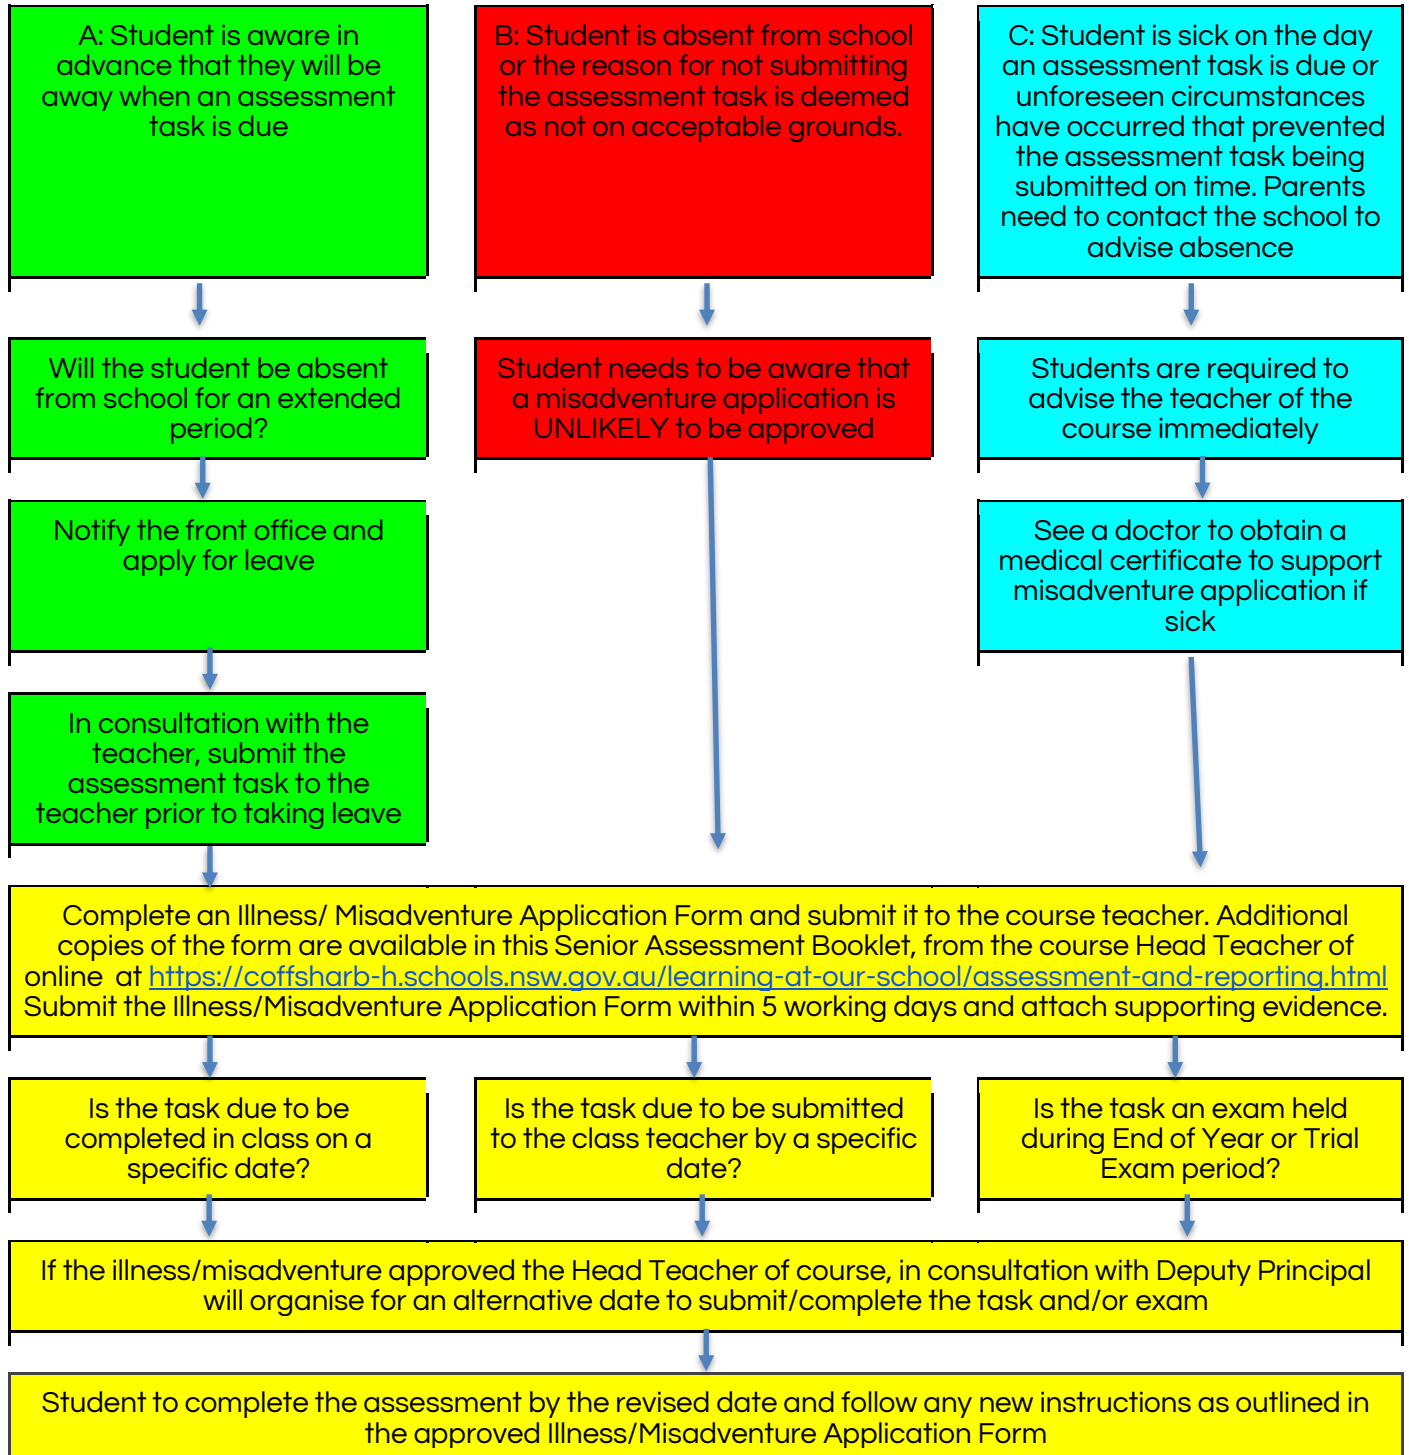 A: Student is aware in
advance that they will be
away when an assessment
task is due
B: Student is absent from school
or the reason for not submitting
the assessment task is deemed
as not on acceptable grounds.
C: Student is sick on the day
an assessment task is due or
unforeseen circumstances
have occurred that prevented
the assessment task being
submitted on time. Parents
need to contact the school to
advise absence
Will the student be absent
from school for an extended
period?
Student needs to be aware that
a misadventure application is
UNLIKELY to be approved
Students are required to
advise the teacher of the
course immediately
Notify the front office and
apply for leave
See a doctor to obtain a
medical certificate to support
misadventure application if
sick
In consultation with the
teacher, submit the
assessment task to the
teacher prior to taking leave
Complete an Illness/ Misadventure Application Form and submit it to the course teacher. Additional
copies of the form are available in this Senior Assessment Booklet, from the course Head Teacher of
online at https://coffsharb-h.schools.nsw.gov.au/learning-at-our-school/assessment-and-reporting.html
Submit the Illness/Misadventure Application Form within 5 working days and attach supporting evidence.
Is the task due to be
completed in class on a
specific date?
Is the task due to be submitted
to the class teacher by a specific
date?
Is the task an exam held
during End of Year or Trial
Exam period?
If the illness/misadventure approved the Head Teacher of course, in consultation with Deputy Principal
will organise for an alternative date to submit/complete the task and/or exam
Student to complete the assessment by the revised date and follow any new instructions as outlined in
the approved Illness/Misadventure Application Form